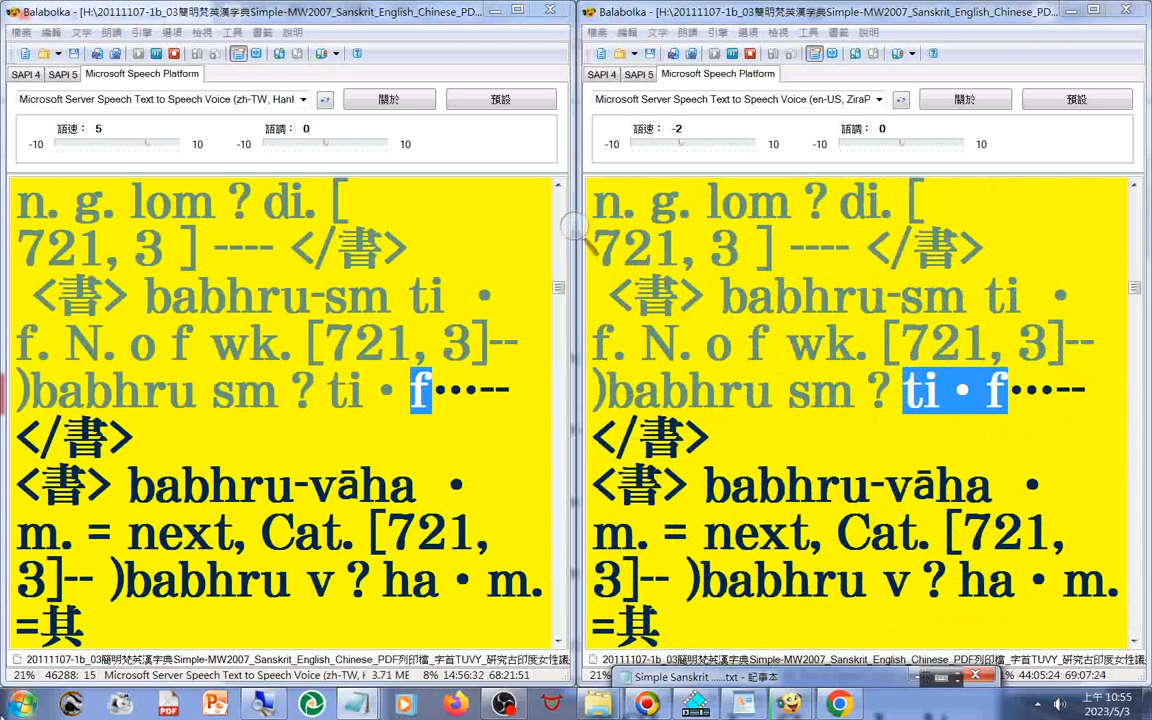 Balabolka - [H:\20111107-1b_03簡明梵英漢字典Simple-MW2007_Sanskrit_English_Chinese_PD...
檔案 編輯 文字 朗讀 引擎 選項 檢視 工具 書籤 說明
SAPI 4 SAPI 5 Microsoft Speech Platform
Microsoft Server Speech Text to Speech Voice (zh-TW, Hanl 關於 預設
語速: 5 語調: 0
-10 10 -10 10
n. g. lom ? di. [
721, 3 ] ---- </書>
<書> babhru-sm ti •
f. N. o f wk. [721, 3]--
)babhru sm ? ti • f•••--
</書>
<書> babhru-vāha •
m. = next, Cat. [721,
3]-- )babhru v ? ha • m.
=其
20111107-1b_03簡明梵英漢字典Simple-MW2007_Sanskrit_English_Chinese_PDF列印檔_字首TUVY_研究古印度女性議
21% 46288: 15 Microsoft Server Speech Text to Speech Voice (zh-TW, H 3.71 MB 8% 14:56:32 68:21:51
Balabolka - [H:\20111107-1b_03簡明梵英漢字典Simple-MW2007_Sanskrit_English_Chinese_PD...
檔案 編輯 文字 朗讀 引擎 選項 檢視 工具 書籤 說明
SAPI 4 SAPI 5 Microsoft Speech Platform
Microsoft Server Speech Text to Speech Voice (en-US, ZiraP 關於 預設
語速: -2 語調: 0
-10 10 -10 10
n. g. lom ? di. [
721, 3 ] ---- </書>
<書> babhru-sm ti •
f. N. o f wk. [721, 3]--
)babhru sm ? ti • f•••--
</書>
<書> babhru-vāha •
m. = next, Cat. [721,
3]-- )babhru v ? ha • m.
=其
20111107-1b_03簡明梵英漢字典Simple-MW2007_Sanskrit_English_Chinese_PDF列印檔_字首TUVY_研究古印度女性議
21% 44:05:24 69:07:24
Simple Sanskrit ......txt - 記事本
上午 10:55
2023/5/3